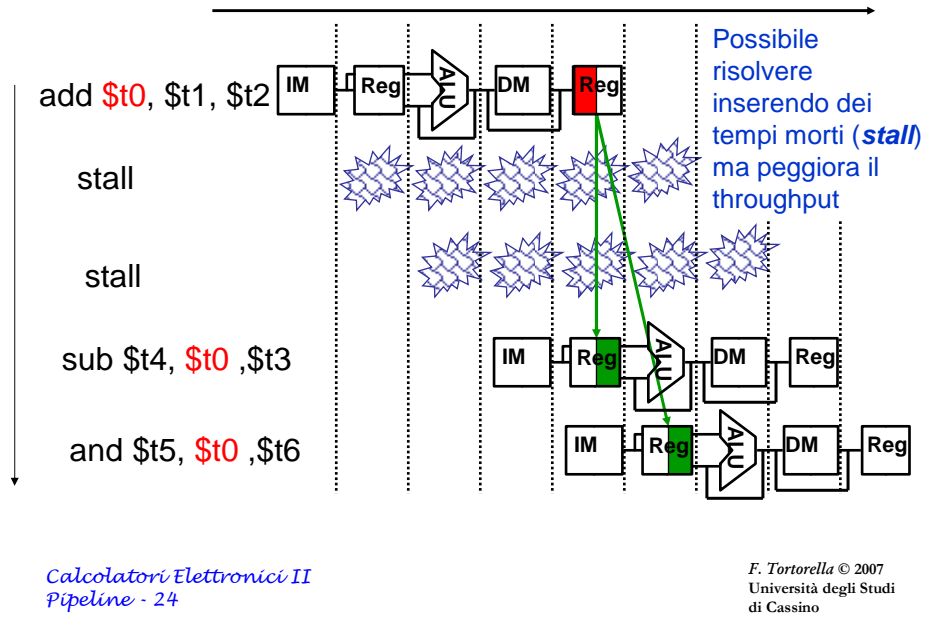 Possibile
risolvere
inserendo dei
tempi morti (stall)
ma peggiora il
throughput
add $t0, $t1, $t2
IM
Reg
ALU
DM
Reg
stall
stall
sub $t4, $t0 ,$t3
IM
Reg
ALU
DM
Reg
and $t5, $t0 ,$t6
IM
Reg
ALU
DM
Reg
Calcolatori Elettronici II
Pipeline - 24
F. Tortorella © 2007
Università degli Studi
di Cassino